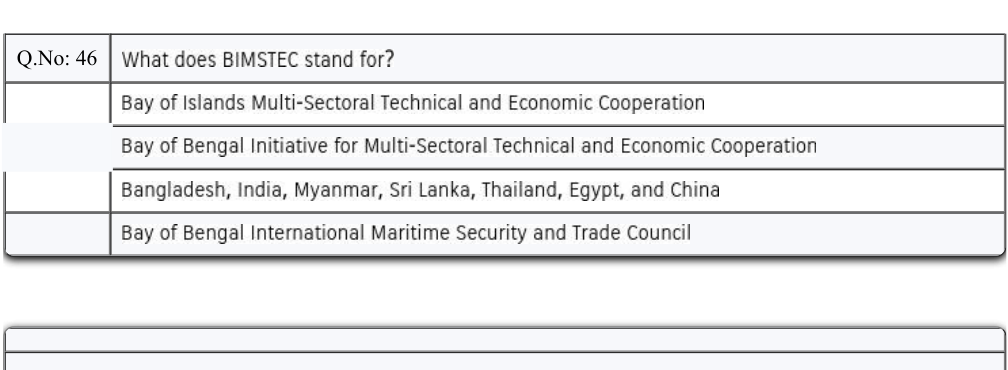 Q.No: 46 What does BIMSTEC stand for?
Bay of Islands Multi-Sectoral Technical and Economic Cooperation
Bay of Bengal Initiative for Multi-Sectoral Technical and Economic Cooperation
Bangladesh, India, Myanmar, Sri Lanka, Thailand, Egypt, and China
Bay of Bengal International Maritime Security and Trade Council